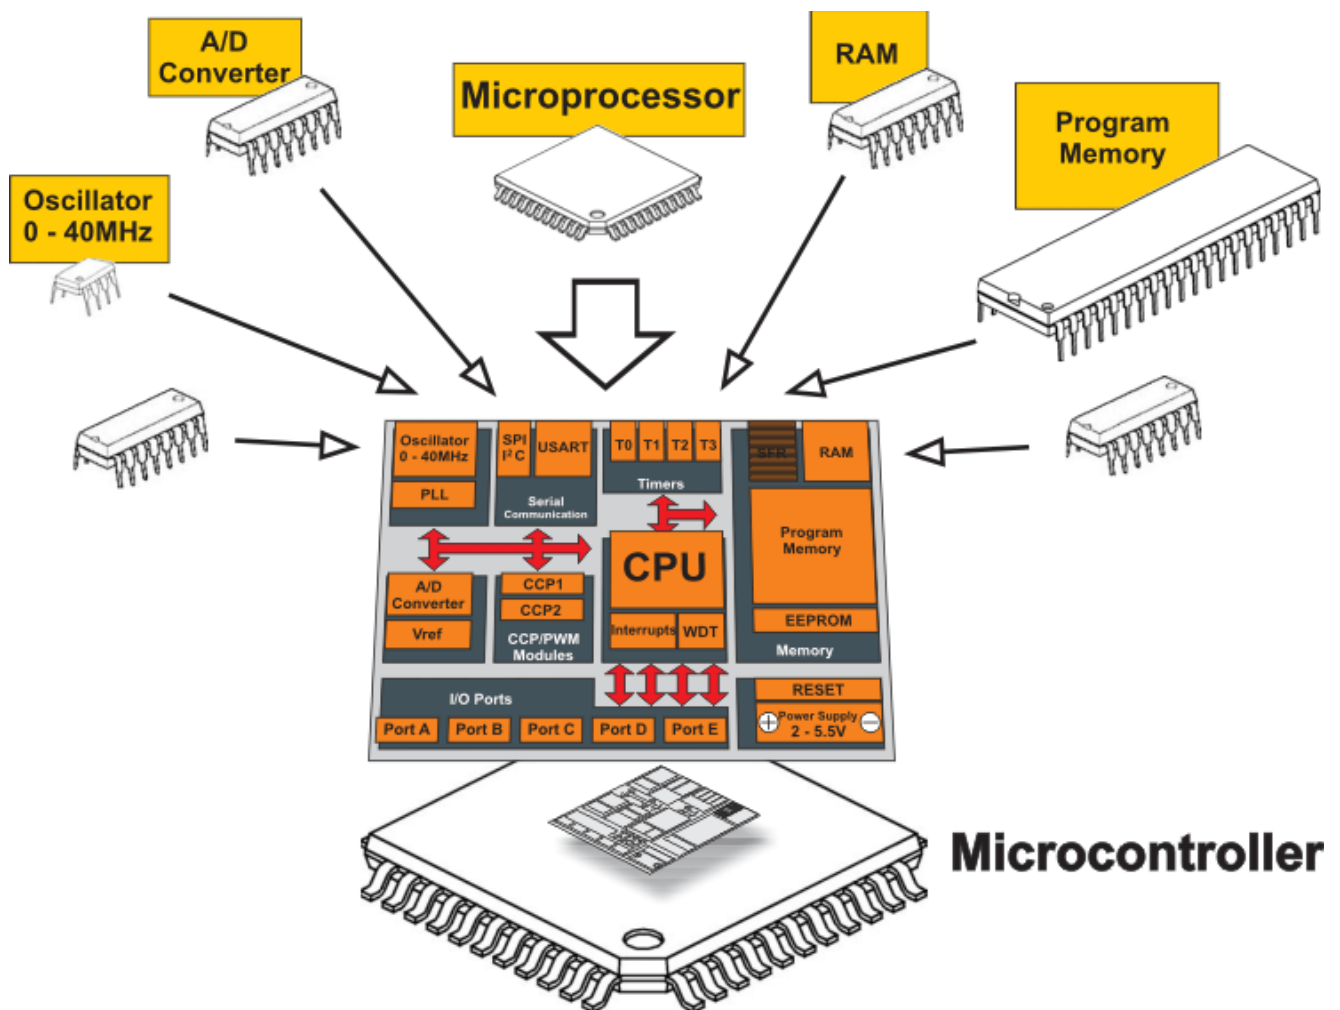 A/D
Converter
Microprocessor
RAM
Program
Memory
Oscillator
0 - 40MHz
Oscillator
0 - 40MHz
PLL
SPI
I²C
USART
Serial
Communication
T0
T1
T2
T3
Timers
SFR
RAM
Program
Memory
EEPROM
Memory
A/D
Converter
Vref
CCP1
CCP2
CCP/PWM
Modules
CPU
Interrupts
WDT
I/O Ports
Port A
Port B
Port C
Port D
Port E
RESET
+
Power Supply
2 - 5.5V
-
Microcontroller